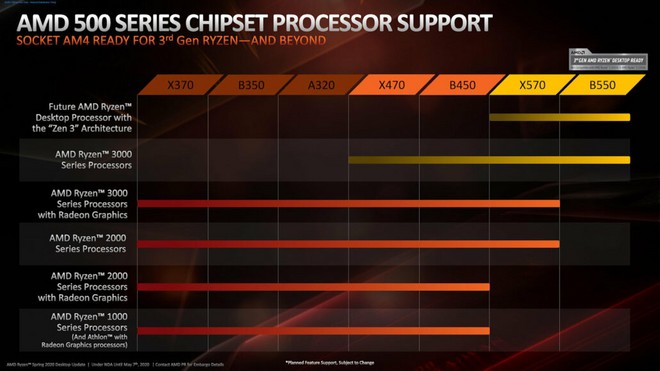 AMD 500 SERIES CHIPSET PROCESSOR SUPPORT
SOCKET AM4 READY FOR 3rd Gen RYZEN—AND BEYOND
AMD
3rd GEN AMD RYZEN™ DESKTOP READY
X370 B350 A320 X470 B450 X570 B550
Future AMD Ryzen™
Desktop Processor with
the “Zen 3” Architecture
AMD Ryzen™ 3000
Series Processors
AMD Ryzen™ 3000
Series Processors
with Radeon Graphics
AMD Ryzen™ 2000
Series Processors
AMD Ryzen™ 2000
Series Processors
with Radeon Graphics
AMD Ryzen™ 1000
Series Processors
(And Athlon™ with
Radeon Graphics processors)
AMD Ryzen™ Spring 2020 Desktop Update | Under NDA Until May 7th, 2020 | Contact AMD PR for Embargo Details
*Planned Feature Support, Subject to Change